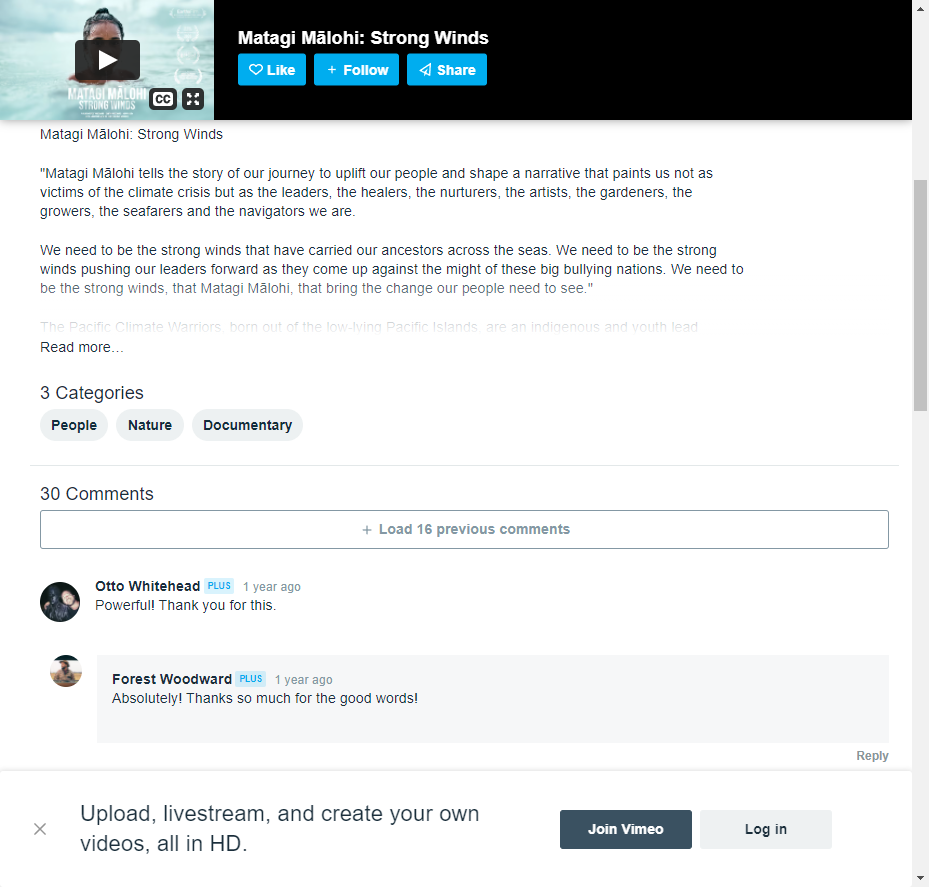 MATAGI MĀLOHI
STRONG WINDS
CC
Matagi Mālohi: Strong Winds
Like
+ Follow
Share
Matagi Mālohi: Strong Winds
"Matagi Mālohi tells the story of our journey to uplift our people and shape a narrative that paints us not as
victims of the climate crisis but as the leaders, the healers, the nurturers, the artists, the gardeners, the
growers, the seafarers and the navigators we are.
We need to be the strong winds that have carried our ancestors across the seas. We need to be the strong
winds pushing our leaders forward as they come up against the might of these big bullying nations. We need to
be the strong winds, that Matagi Mālohi, that bring the change our people need to see."
The Pacific Climate Warriors, born out of the low-lying Pacific Islands, are an indigenous and youth lead
Read more…
3 Categories
People Nature Documentary
30 Comments
+ Load 16 previous comments
Otto Whitehead PLUS 1 year ago
Powerful! Thank you for this.
Forest Woodward PLUS 1 year ago
Absolutely! Thanks so much for the good words!
Reply
Upload, livestream, and create your own
videos, all in HD.
Join Vimeo
Log in